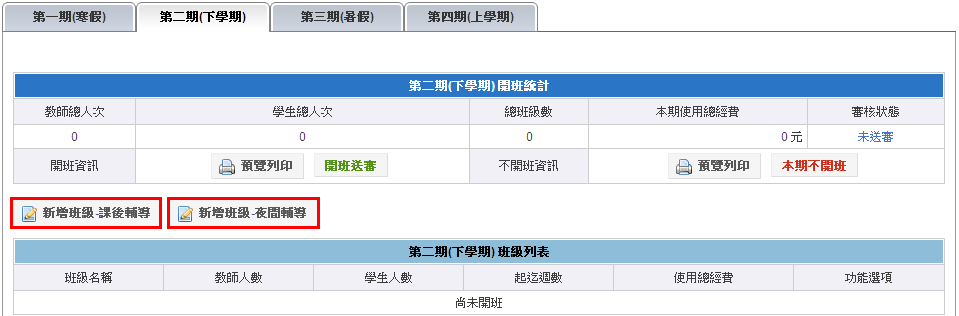 第一期(寒假) 第二期(下學期) 第三期(暑假) 第四期(上學期)
第二期(下學期) 開班統計
教師總人次 學生總人次 總班級數 本期使用總經費 審核狀態
0 0 0 0 元 未送審
開班資訊 預覽列印 開班送審 不開班資訊 預覽列印 本期不開班
新增班級-課後輔導 新增班級-夜間輔導
第二期(下學期) 班級列表
班級名稱 教師人數 學生人數 起迄週數 使用總經費 功能選項
尚未開班